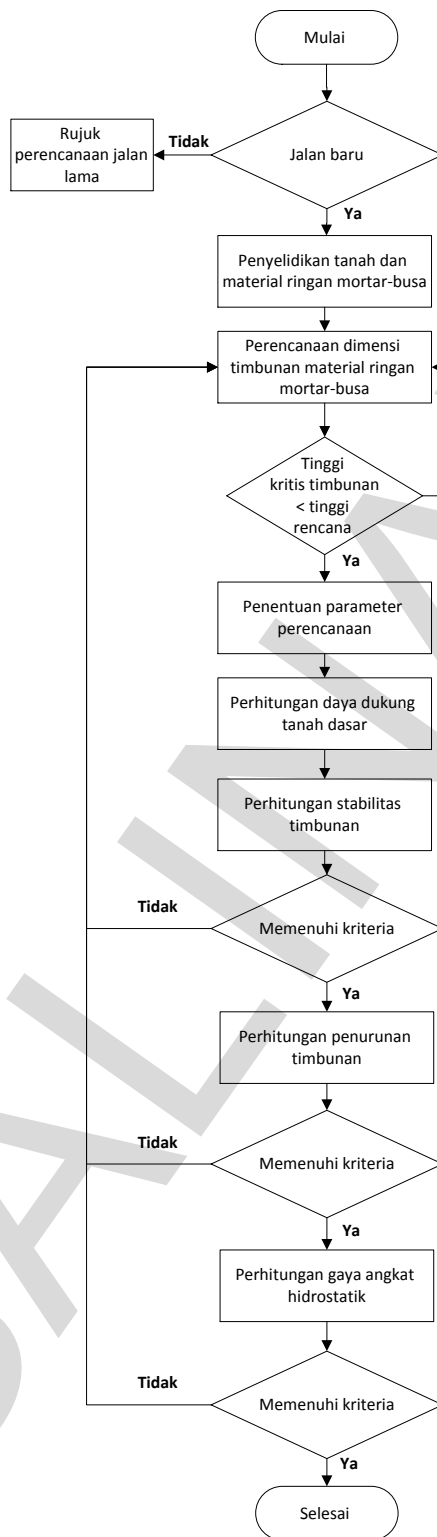 Mulai
Jalan baru
Tidak
Rujuk
perencanaan jalan
lama
Ya
Penyelidikan tanah dan
material ringan mortar-busa
Perencanaan dimensi
timbunan material ringan
mortar-busa
Tinggi
kritis timbunan
< tinggi
rencana
Ya
Penentuan parameter
perencanaan
Perhitungan daya dukung
tanah dasar
Perhitungan stabilitas
timbunan
Tidak
Memenuhi kriteria
Ya
Perhitungan penurunan
timbunan
Tidak
Memenuhi kriteria
Ya
Perhitungan gaya angkat
hidrostatik
Tidak
Memenuhi kriteria
Ya
Selesai